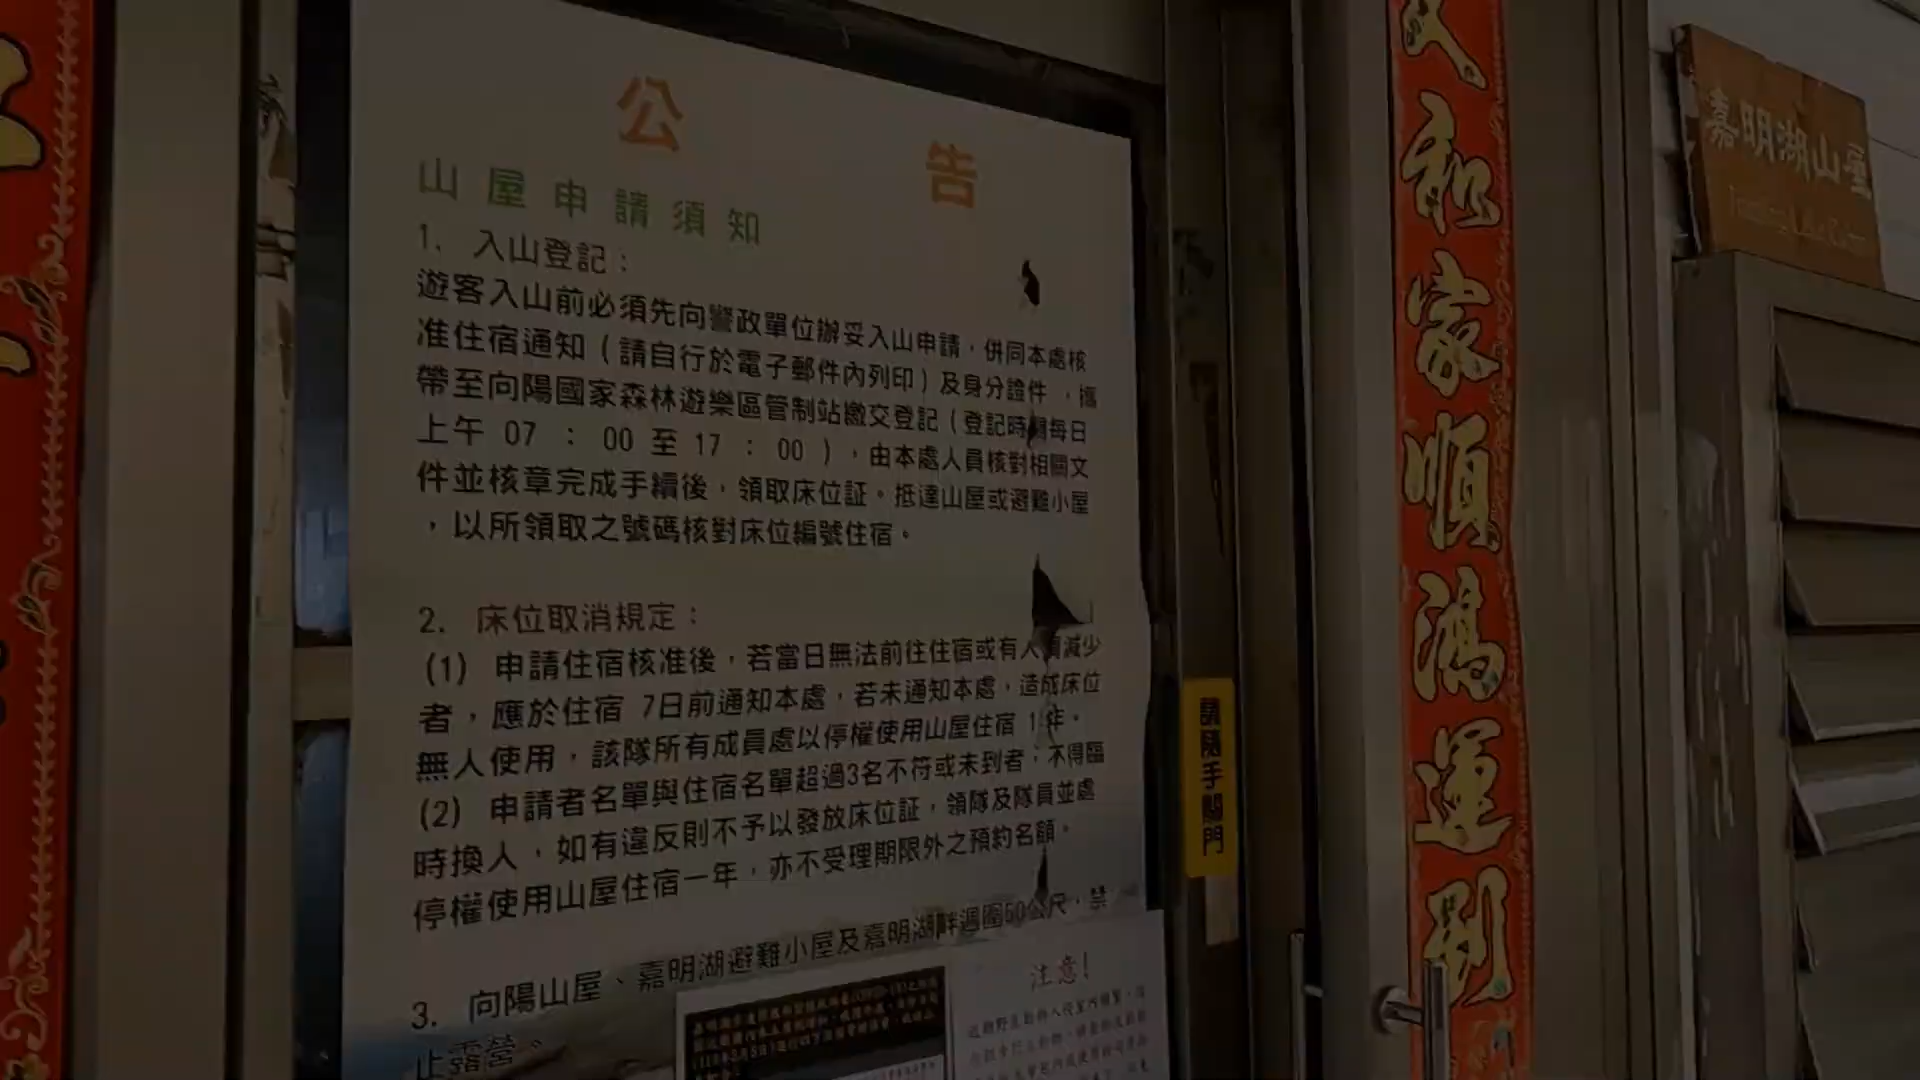 公告
山屋申請須知
1. 入山登記：
遊客入山前必須先向警政單位辦妥入山申請，併同本處核
准住宿通知（請自行於電子郵件內列印）及身分證件，攜
帶至向陽國家森林遊樂區管制站繳交登記（登記時間每日
上午 07 ： 00 至 17 ： 00 ），由本處人員核對相關文
件並核章完成手續後，領取床位証。抵達山屋或避難小屋
，以所領取之號碼核對床位編號住宿。
2. 床位取消規定：
(1) 申請住宿核准後，若當日無法前往住宿或有人員減少
者，應於住宿 7日前通知本處，若未通知本處，造成床位
無人使用，該隊所有成員處以停權使用山屋住宿 1 年。
(2) 申請者名單與住宿名單超過3名不符或未到者；不得臨
時換人，如有違反則不予以發放床位証，領隊及隊員並處
停權使用山屋住宿一年，亦不受理期限外之預約名額。
3. 向陽山屋、嘉明湖避難小屋及嘉明湖畔週圍50公尺，禁
止露營。
注意!
請隨手關門
和家順鴻運到
嘉明湖山屋